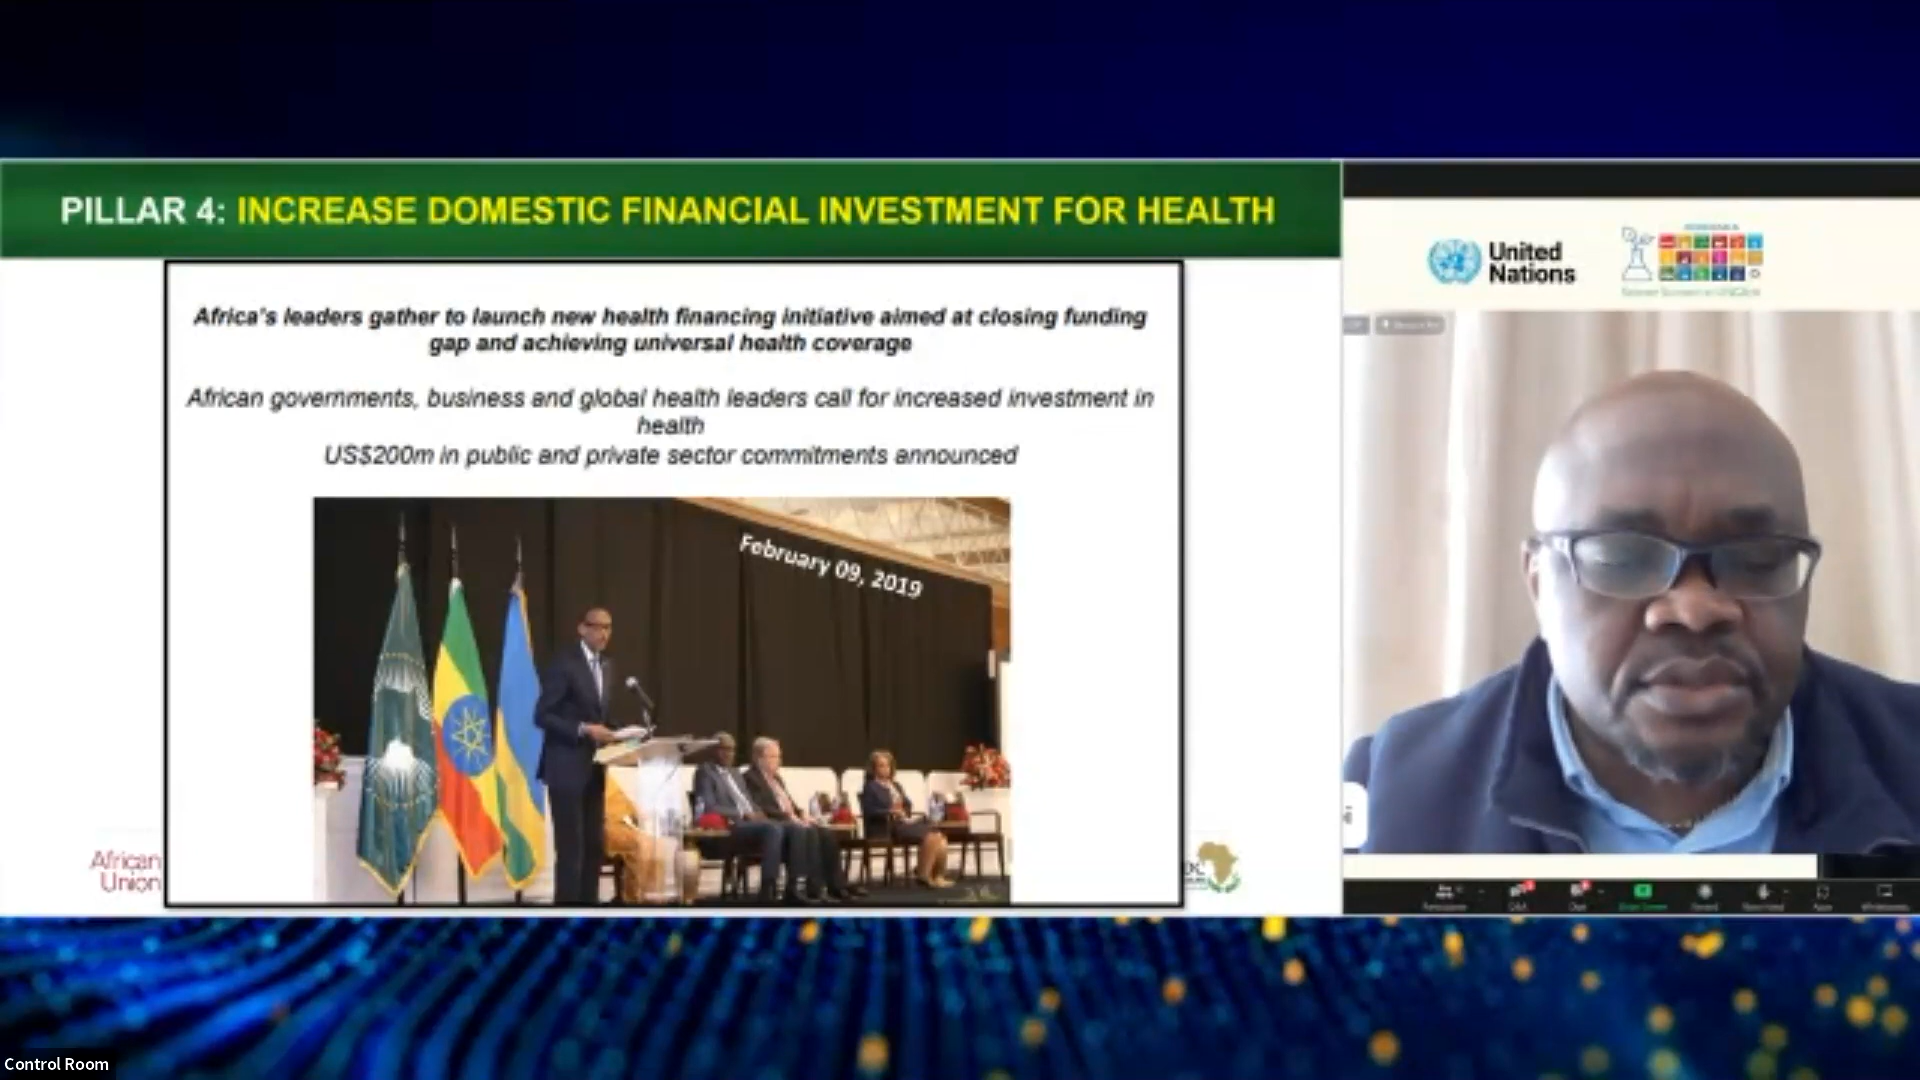 PILLAR 4: INCREASE DOMESTIC FINANCIAL INVESTMENT FOR HEALTH
Africa's leaders gather to launch new health financing initiative aimed at closing funding
gap and achieving universal health coverage
African governments, business and global health leaders call for increased investment in
health
US$200m in public and private sector commitments announced
February 09, 2019
African
Union
United
Nations
Control Room